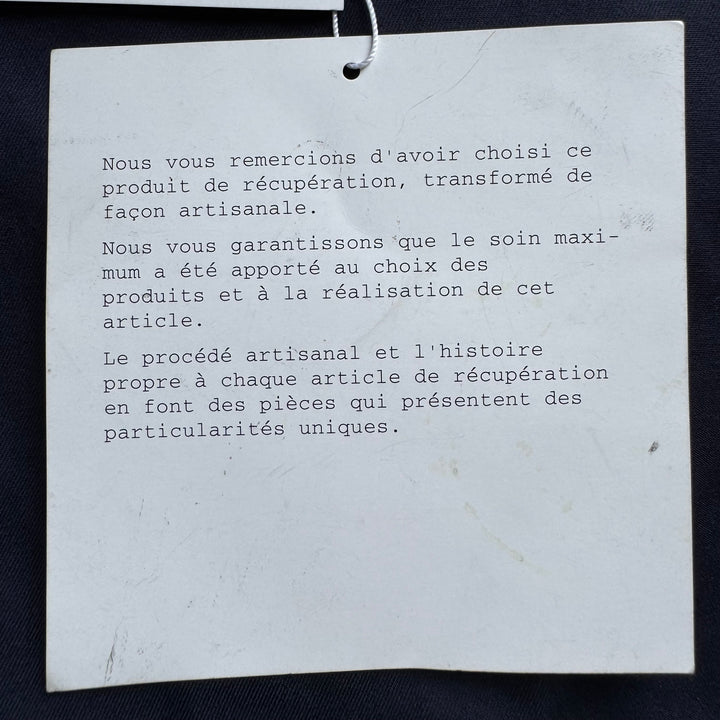 Nous vous remercions d'avoir choisi ce
produit de récupération, transformé de
façon artisanale.
Nous vous garantissons que le soin maxi-
mum a été apporté au choix des
produits et à la réalisation de cet
article.
Le procédé artisanal et l'histoire
propre à chaque article de récupération
en font des pièces qui présentent des
particularités uniques.